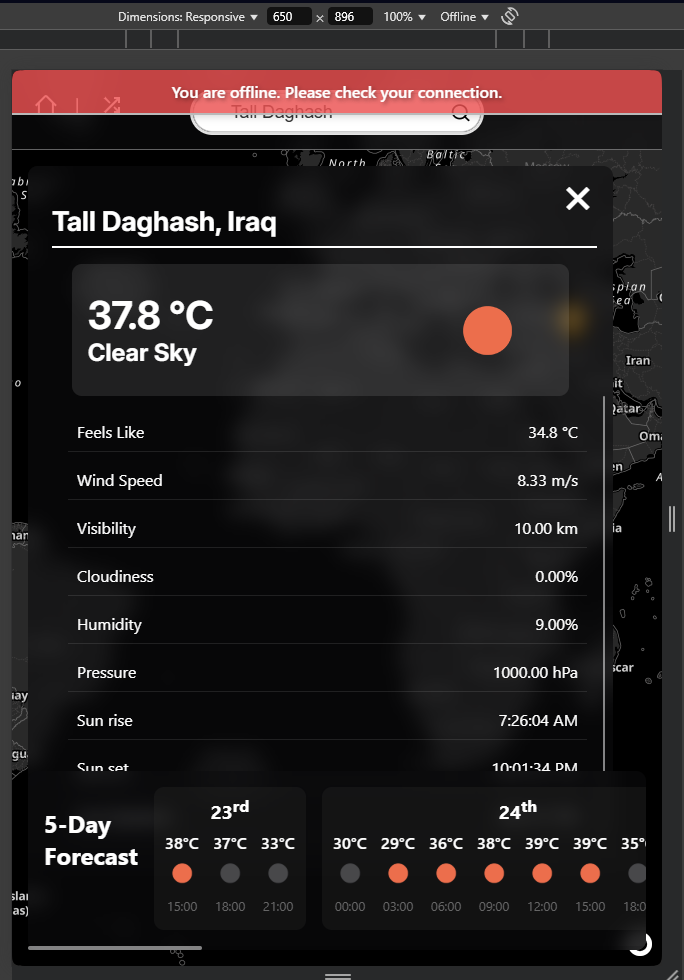 Dimensions: Responsive 650 × 896 100% Offline
You are offline. Please check your connection.
Tall Daghash
North
Baltic
Tall Daghash, Iraq
37.8 °C
Clear Sky
Iran
Feels Like 34.8 °C
Wind Speed 8.33 m/s
Visibility 10.00 km
Cloudiness 0.00%
Humidity 9.00%
Pressure 1000.00 hPa
Sun rise 7:26:04 AM
Sun set 10:01:34 PM
5-Day
Forecast
23rd
38°C 37°C 33°C
15:00 18:00 21:00
24th
30°C 29°C 36°C 38°C 39°C 39°C 35°
00:00 03:00 06:00 09:00 12:00 15:00 18:0